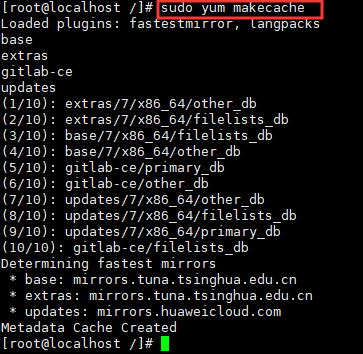 [root@localhost /]# sudo yum makecache
Loaded plugins: fastestmirror, langpacks
base
extras
gitlab-ce
updates
(1/10): extras/7/x86_64/other_db
(2/10): extras/7/x86_64/filelists_db
(3/10): base/7/x86_64/filelists_db
(4/10): base/7/x86_64/other_db
(5/10): gitlab-ce/primary_db
(6/10): gitlab-ce/other_db
(7/10): updates/7/x86_64/other_db
(8/10): updates/7/x86_64/filelists_db
(9/10): updates/7/x86_64/primary_db
(10/10): gitlab-ce/filelists_db
Determining fastest mirrors
 * base: mirrors.tuna.tsinghua.edu.cn
 * extras: mirrors.tuna.tsinghua.edu.cn
 * updates: mirrors.huaweicloud.com
Metadata Cache Created
[root@localhost /]#